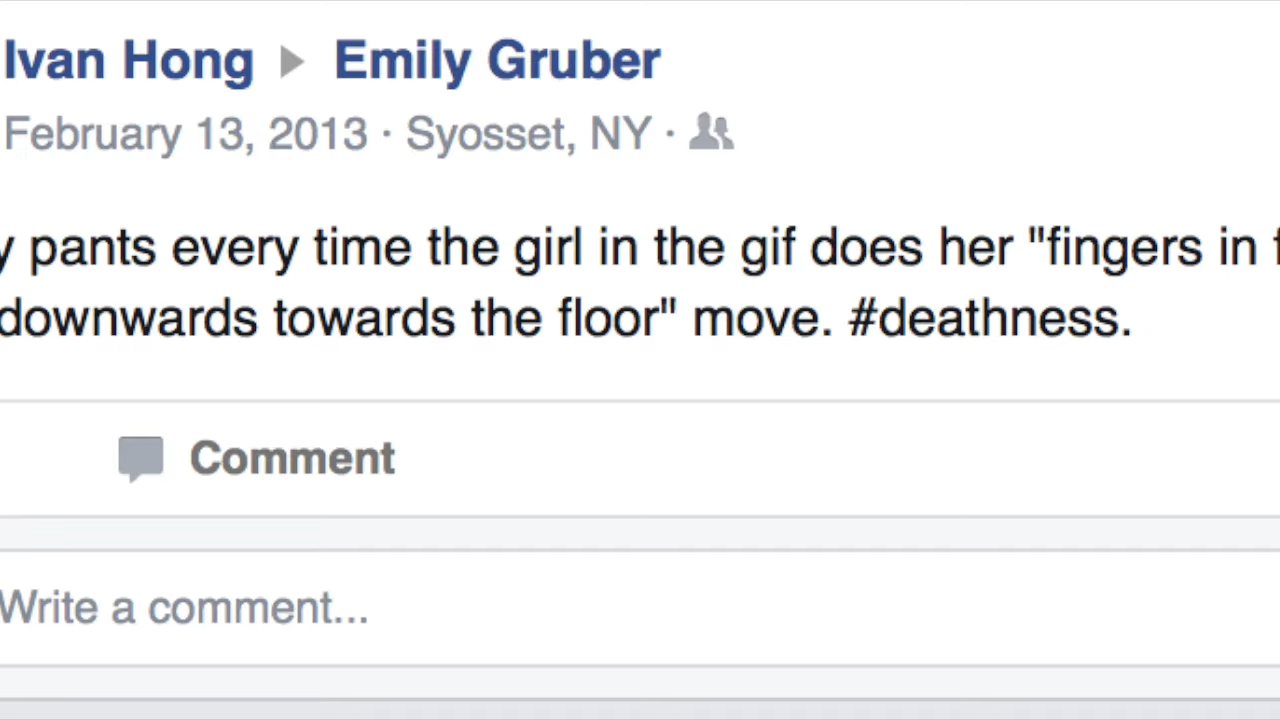 Ivan Hong Emily Gruber
February 13, 2013 · Syosset, NY ·
pants every time the girl in the gif does her "fingers in
downwards towards the floor" move. #deathness.
Comment
Write a comment...